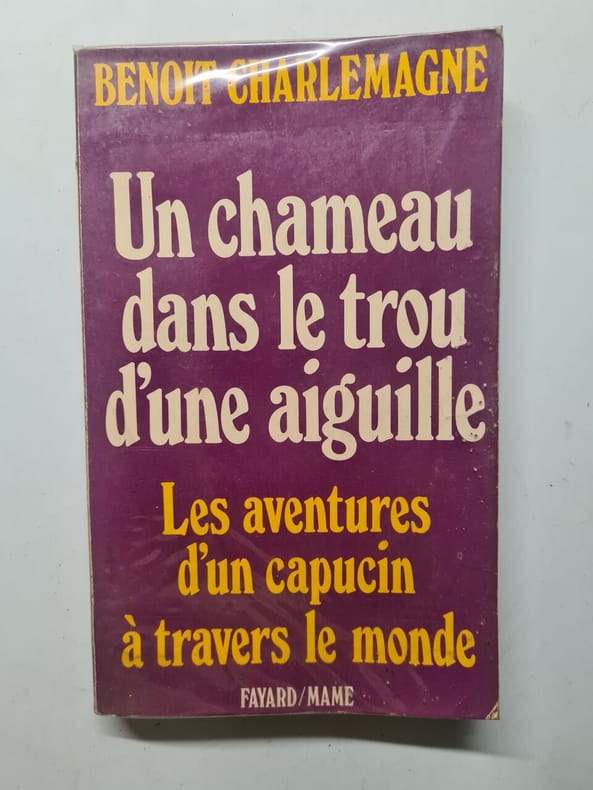 BENOIT CHARLEMAGNE
Un chameau
dans le trou
d'une aiguille
Les aventures
d'un capucin
à travers le monde
FAYARD/MAME